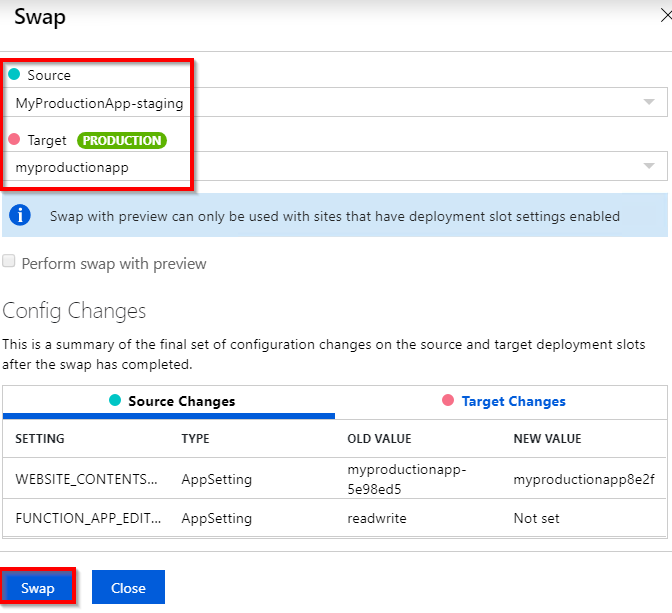 Swap
Source
MyProductionApp-staging
Target PRODUCTION
myproductionapp
Swap with preview can only be used with sites that have deployment slot settings enabled
Perform swap with preview
Config Changes
This is a summary of the final set of configuration changes on the source and target deployment slots
after the swap has completed.
Source Changes Target Changes
SETTING TYPE OLD VALUE NEW VALUE
WEBSITE_CONTENTS... AppSetting myproductionapp-5e98ed5 myproductionapp8e2f
FUNCTION_APP_EDIT... AppSetting readwrite Not set
Swap Close